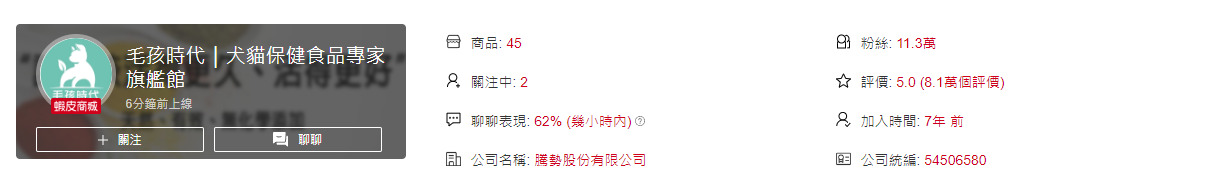 毛孩時代｜犬貓保健食品專家
旗艦館
6分鐘前上線
毛孩時代
蝦皮商城
關注
聊聊
商品: 45
關注中: 2
聊聊表現: 62% (幾小時內)
公司名稱: 騰勢股份有限公司
粉絲: 11.3萬
評價: 5.0 (8.1萬個評價)
加入時間: 7年 前
公司統編: 54506580